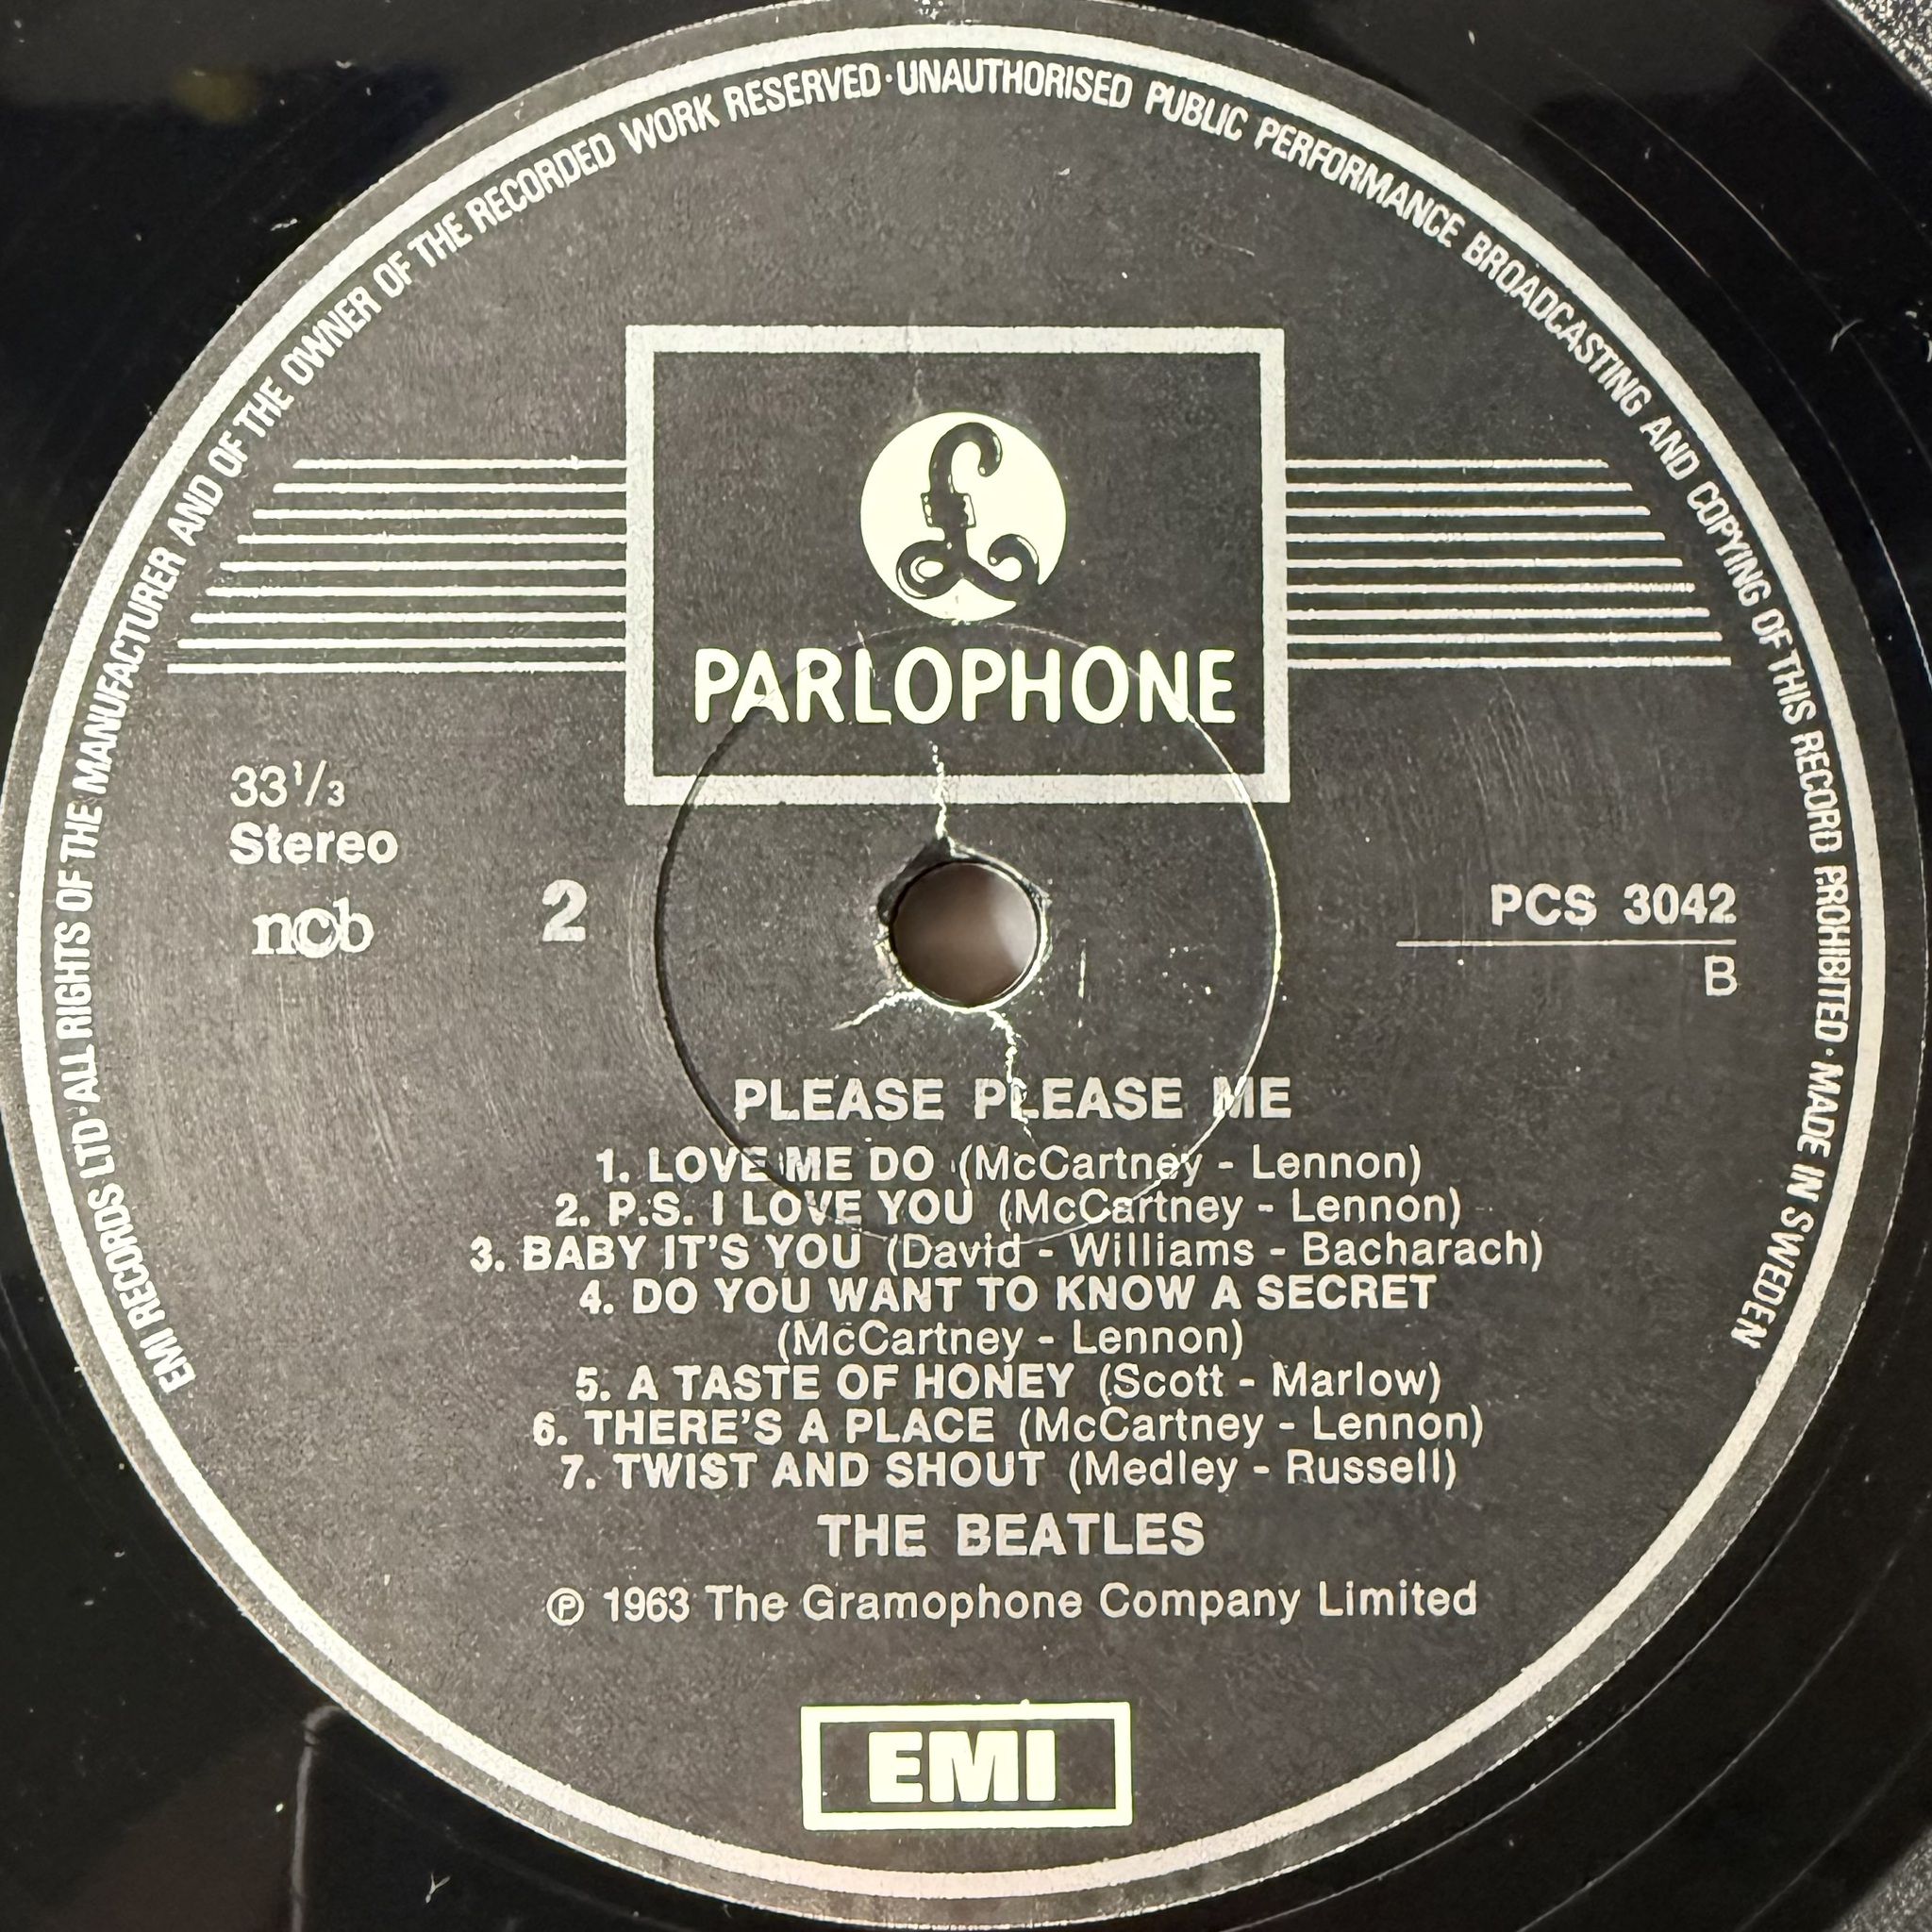 EMI RECORDS LTD·ALL RIGHTS OF THE MANUFACTURER AND OF THE OWNER OF THE RECORDED WORK RESERVED·UNAUTHORISED PUBLIC PERFORMANCE BROADCASTING AND COPYING OF THIS RECORD PROHIBITED·MADE IN SWEDEN
£
PARLOPHONE
33⅓
Stereo
ncb
2
PCS 3042
B
PLEASE PLEASE ME
1. LOVE ME DO (McCartney - Lennon)
2. P.S. I LOVE YOU (McCartney - Lennon)
3. BABY IT'S YOU (David - Williams - Bacharach)
4. DO YOU WANT TO KNOW A SECRET
(McCartney - Lennon)
5. A TASTE OF HONEY (Scott - Marlow)
6. THERE'S A PLACE (McCartney - Lennon)
7. TWIST AND SHOUT (Medley - Russell)
THE BEATLES
℗ 1963 The Gramophone Company Limited
EMI